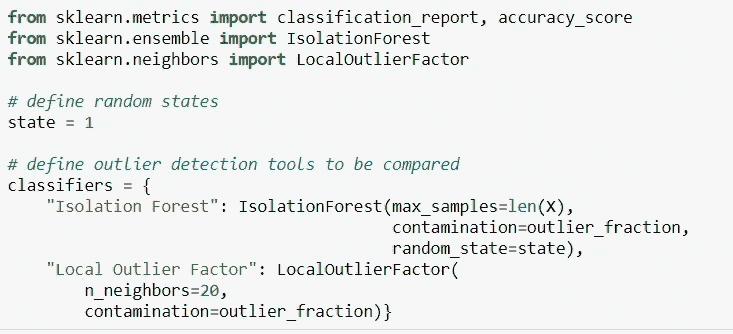 from sklearn.metrics import classification_report, accuracy_score
from sklearn.ensemble import IsolationForest
from sklearn.neighbors import LocalOutlierFactor

# define random states
state = 1

# define outlier detection tools to be compared
classifiers = {
    "Isolation Forest": IsolationForest(max_samples=len(X),
                                        contamination=outlier_fraction,
                                        random_state=state),
    "Local Outlier Factor": LocalOutlierFactor(
        n_neighbors=20,
        contamination=outlier_fraction)}